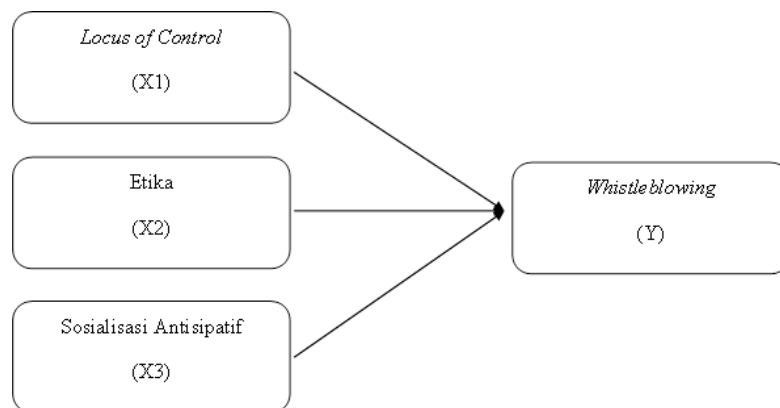 Locus of Control
(X1)
Etika
(X2)
Whistleblowing
(Y)
Sosialisasi Antisipatif
(X3)